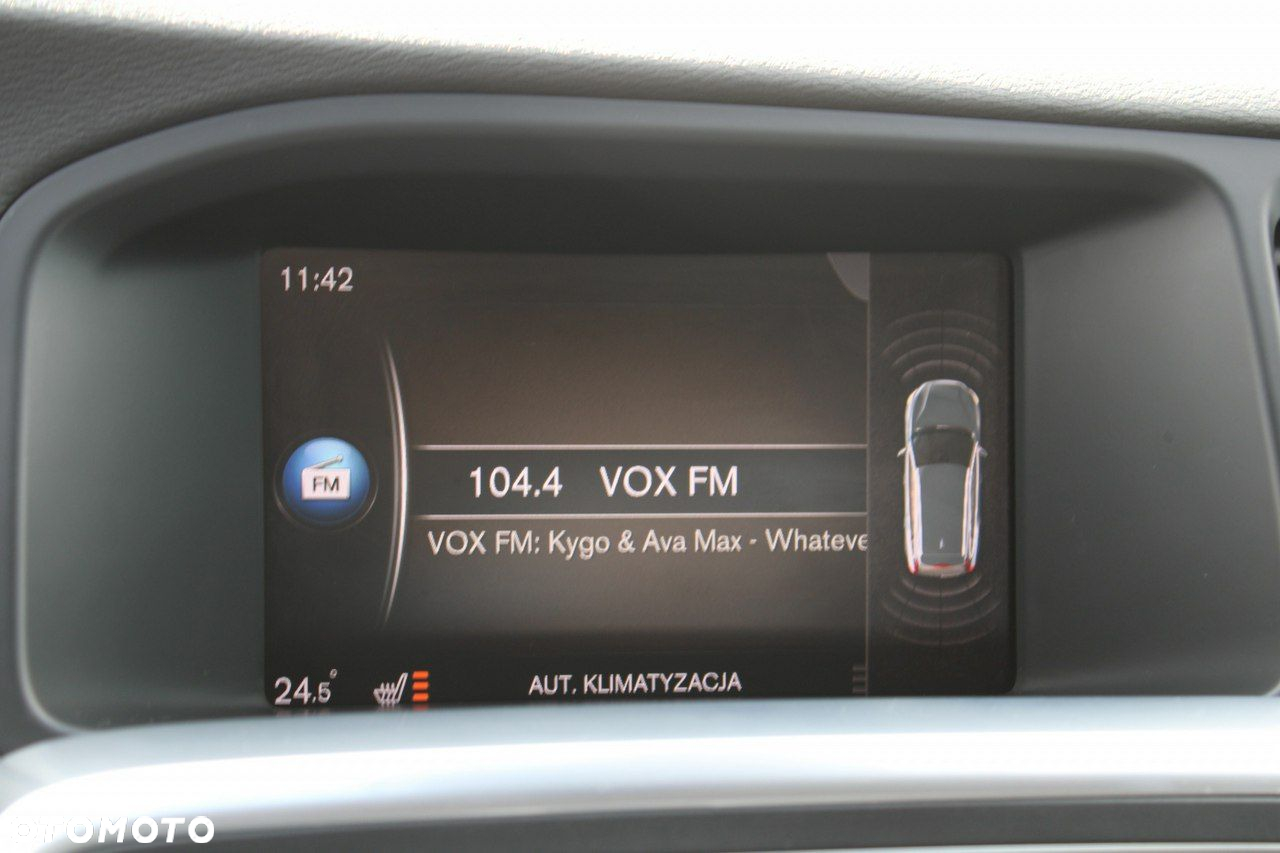 11:42
FM
104.4 VOX FM
VOX FM: Kygo & Ava Max - Whateve
24.5°
AUT. KLIMATYZACJA
OTOMOTO